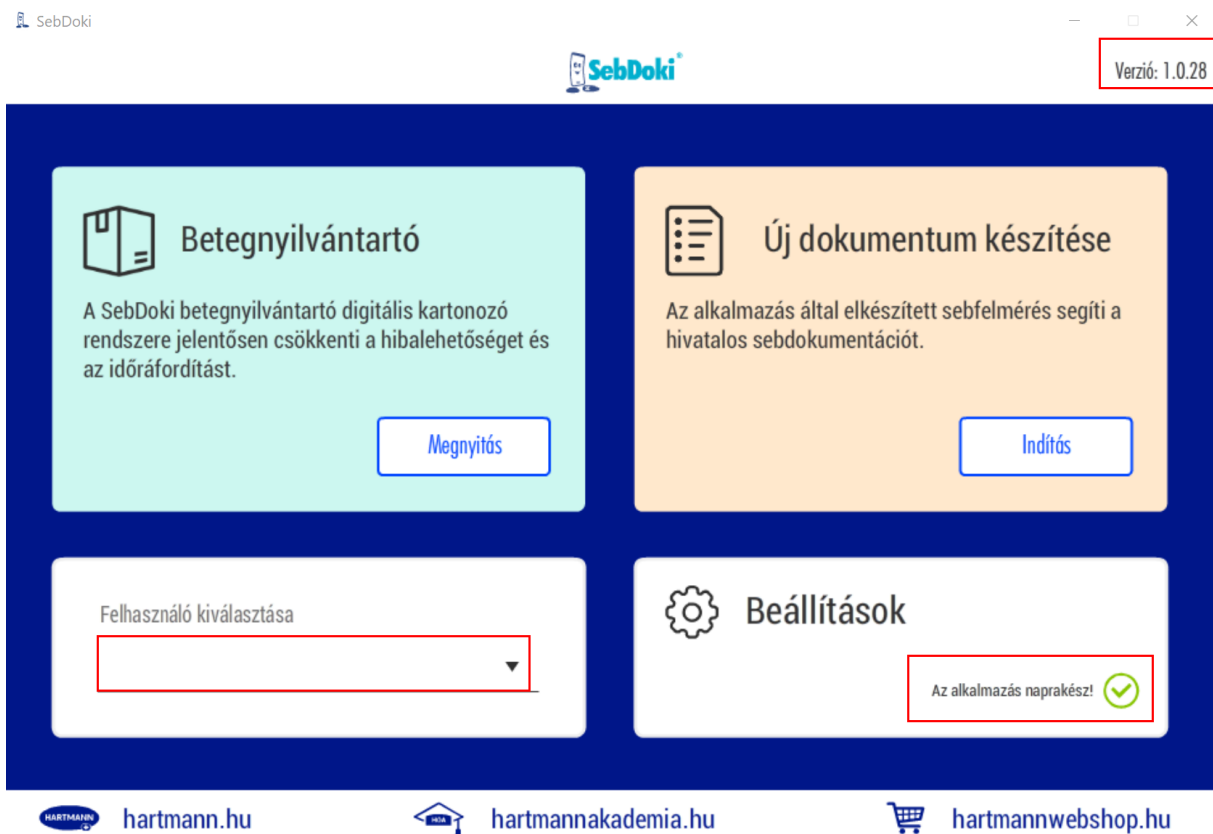 SebDoki
SebDoki®
Verzió: 1.0.28
Betegnyilvántartó
A SebDoki betegnyilvántartó digitális kartonozó
rendszere jelentősen csökkenti a hibalehetőséget és
az időráfordítást.
Megnyitás
Új dokumentum készítése
Az alkalmazás által elkészített sebfelmérés segíti a
hivatalos sebdokumentációt.
Indítás
Felhasználó kiválasztása
Beállítások
Az alkalmazás naprakész!
HARTMANN
hartmann.hu
HOA
hartmannakademia.hu
hartmannwebshop.hu